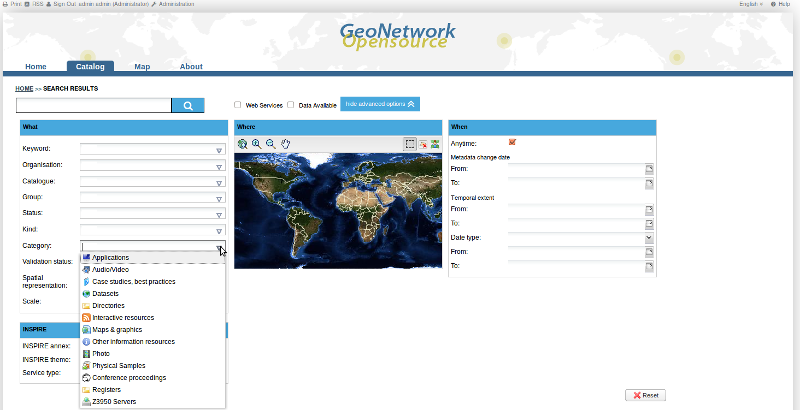 Print RSS Sign Out admin admin (Administrator) Administration English Help
GeoNetwork
Opensource
Home Catalog Map About
HOME >> SEARCH RESULTS
Web Services Data Available hide advanced options
What Where When
Keyword: Anytime:
Organisation: Metadata change date
From:
Catalogue: To:
Group: Temporal extent
Status: From:
To:
Kind: Date type:
Category: From:
Validation status: To:
Spatial
representation:
Scale:
Applications
Audio/Video
Case studies, best practices
Datasets
Directories
Interactive resources
Maps & graphics
Other information resources
Photo
Physical Samples
Conference proceedings
Registers
Z3950 Servers
INSPIRE
INSPIRE annex:
INSPIRE theme:
Service type:
Reset